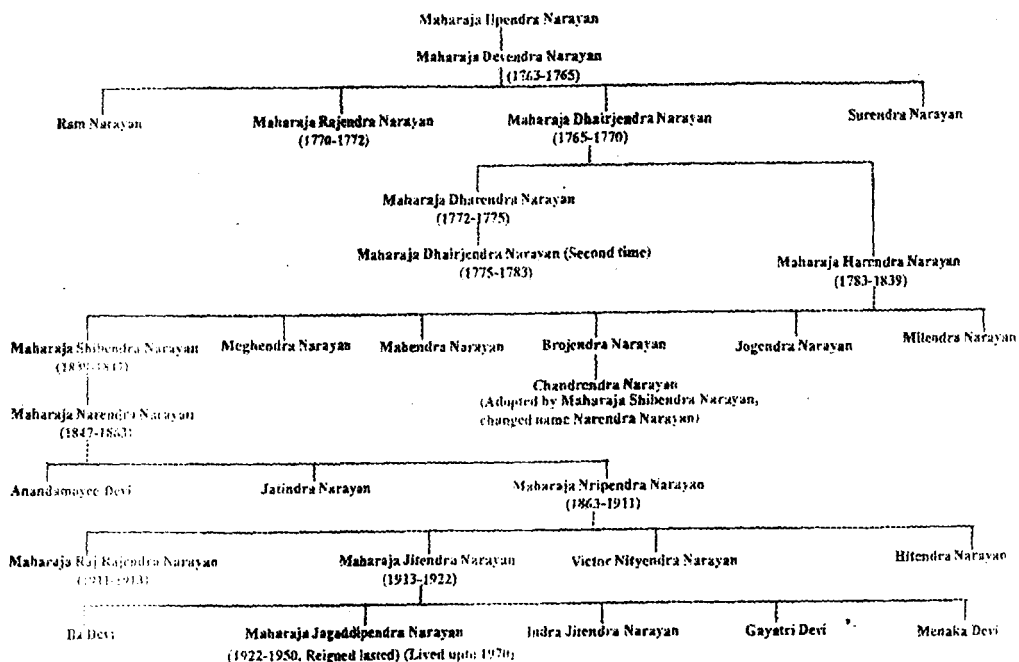 Maharaja Upendra Narayan
Maharaja Devendra Narayan
(1763-1765)
Ram Narayan
Maharaja Rajendra Narayan
(1770-1772)
Maharaja Dhairjendra Narayan
(1765-1770)
Surendra Narayan
Maharaja Dharendra Narayan
(1772-1775)
Maharaja Dhairjendra Narayan (Second time)
(1775-1783)
Maharaja Harendra Narayan
(1783-1839)
Maharaja Shibendra Narayan
(1839-1847)
Meghendra Narayan
Mahendra Narayan
Brojendra Narayan
Jogendra Narayan
Milendra Narayan
Chandrendra Narayan
(Adopted by Maharaja Shibendra Narayan,
changed name Narendra Narayan)
Maharaja Narendra Narayan
(1847-1863)
Anandamayee Devi
Jatindra Narayan
Maharaja Nripendra Narayan
(1863-1911)
Maharaja Raj Rajendra Narayan
(1911-1913)
Maharaja Jitendra Narayan
(1913-1922)
Victor Nityendra Narayan
Hitendra Narayan
Ila Devi
Maharaja Jagaddipendra Narayan
(1922-1950, Reigned lasted) (Lived upto 1970)
Indra Jitendra Narayan
Gayatri Devi
Menaka Devi